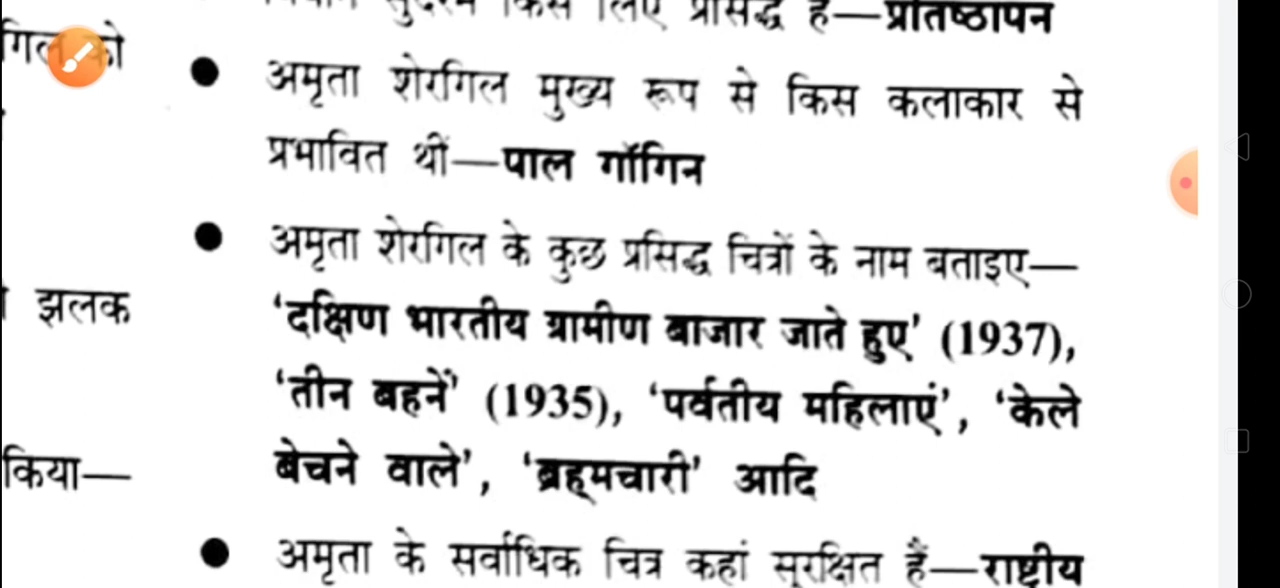 गिल को
झलक
किया—
सुंदरम किस लिए प्रसिद्ध है—प्रतिष्ठापन
● अमृता शेरगिल मुख्य रूप से किस कलाकार से
प्रभावित थीं—पाल गॉगिन
● अमृता शेरगिल के कुछ प्रसिद्ध चित्रों के नाम बताइए—
‘दक्षिण भारतीय ग्रामीण बाजार जाते हुए’ (1937),
‘तीन बहनें’ (1935), ‘पर्वतीय महिलाएं’, ‘केले
बेचने वाले’, ‘ब्रह्मचारी’ आदि
● अमृता के सर्वाधिक चित्र कहां सुरक्षित हैं—राष्ट्रीय